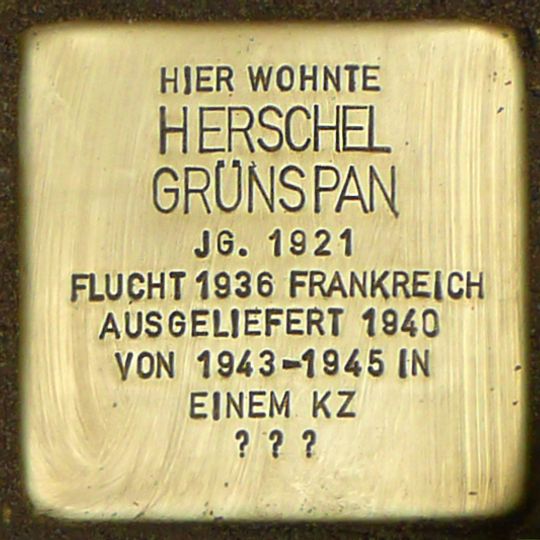 HIER WOHNTE
HERSCHEL
GRÜNSPAN
JG. 1921
FLUCHT 1936 FRANKREICH
AUSGELIEFERT 1940
VON 1943-1945 IN
EINEM KZ
? ? ?